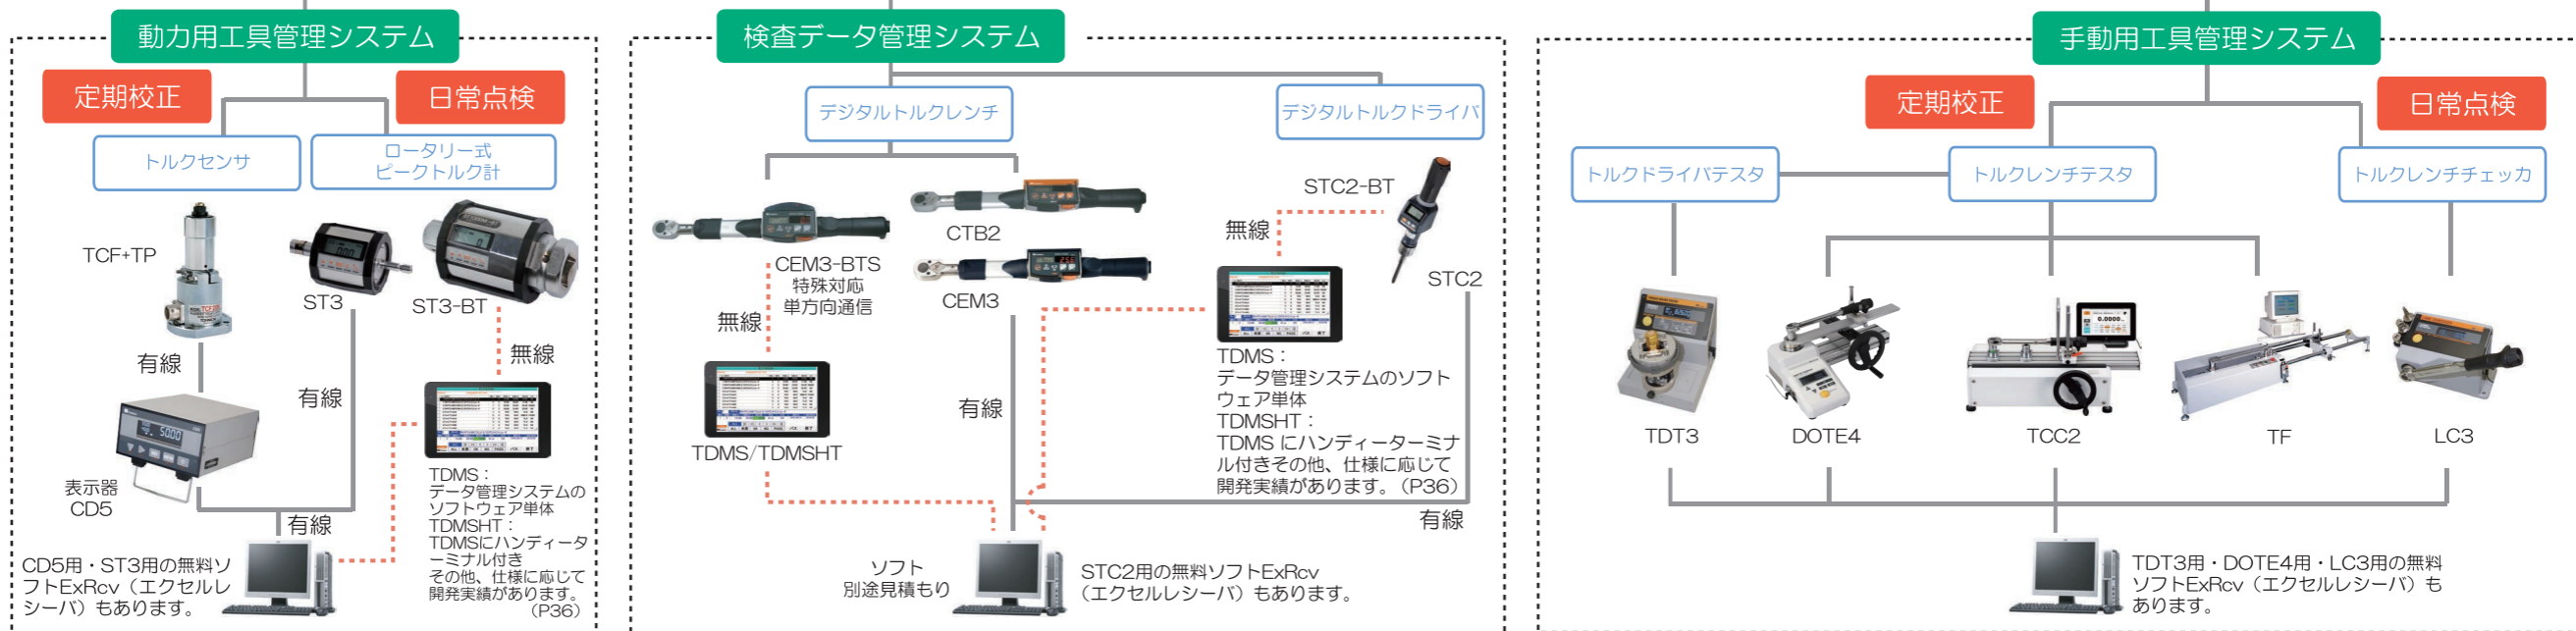 動力用工具管理システム
定期校正
日常点検
トルクセンサ
ロータリー式
ピークトルク計
TCF+TP
ST3
ST3-BT
有線
有線
無線
表示器
CD5
有線
TDMS：
データ管理システムの
ソフトウェア単体
TDMSHT：
TDMSにハンディータ
ーミナル付き
その他、仕様に応じて
開発実績があります。
（P36）
CD5用・ST3用の無料ソ
フトExRcv（エクセルレ
シーバ）もあります。
検査データ管理システム
デジタルトルクレンチ
デジタルトルクドライバ
CEM3-BTS
特殊対応
単方向通信
CTB2
CEM3
STC2-BT
無線
STC2
無線
TDMS/TDMSHT
有線
TDMS：
データ管理システムのソフト
ウェア単体
TDMSHT：
TDMS にハンディーターミナ
ル付きその他、仕様に応じて
開発実績があります。（P36）
有線
ソフト
別途見積もり
STC2用の無料ソフトExRcv
（エクセルレシーバ）もあります。
手動用工具管理システム
定期校正
日常点検
トルクドライバテスタ
トルクレンチテスタ
トルクレンチチェッカ
TDT3
DOTE4
TCC2
TF
LC3
TDT3用・DOTE4用・LC3用の無料
ソフトExRcv（エクセルレシーバ）も
あります。